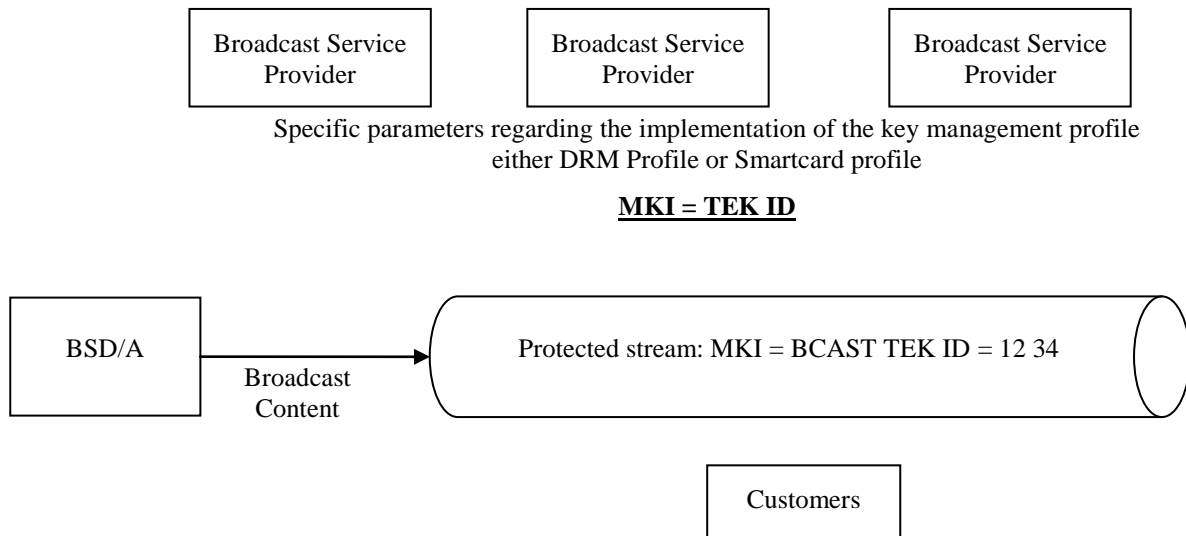 Broadcast Service
Provider
Broadcast Service
Provider
Broadcast Service
Provider
Specific parameters regarding the implementation of the key management profile
either DRM Profile or Smartcard profile
MKI = TEK ID
BSD/A
Broadcast
Content
Protected stream: MKI = BCAST TEK ID = 12 34
Customers